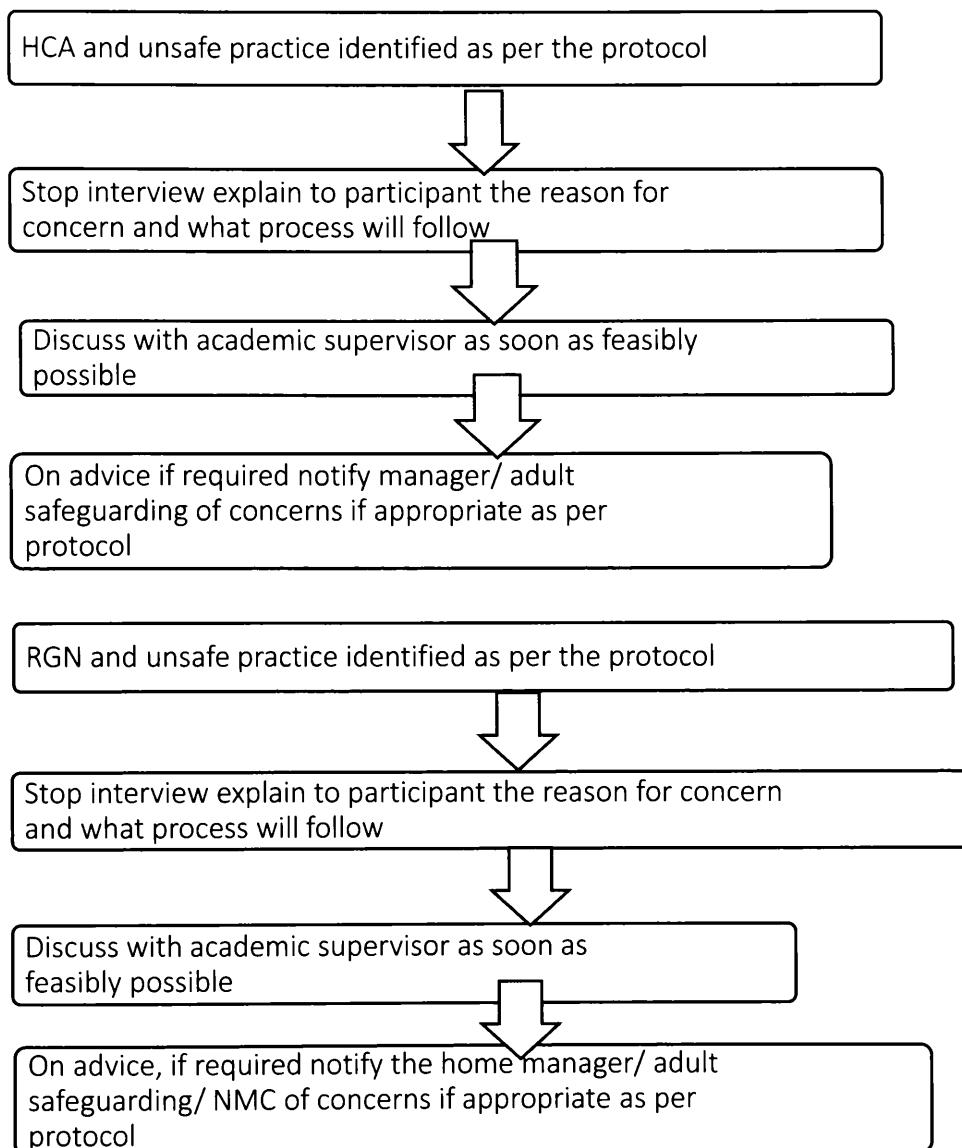 HCA and unsafe practice identified as per the protocol
Stop interview explain to participant the reason for
concern and what process will follow
Discuss with academic supervisor as soon as feasibly
possible
On advice if required notify manager/ adult
safeguarding of concerns if appropriate as per
protocol
RGN and unsafe practice identified as per the protocol
Stop interview explain to participant the reason for concern
and what process will follow
Discuss with academic supervisor as soon as
feasibly possible
On advice, if required notify the home manager/ adult
safeguarding/ NMC of concerns if appropriate as per
protocol